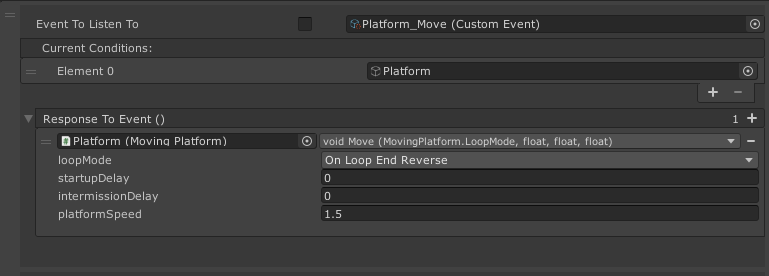 Event To Listen To Platform_Move (Custom Event)
Current Conditions:
Element 0 Platform
+ −
Response To Event () 1 +
Platform (Moving Platform) void Move (MovingPlatform.LoopMode, float, float, float) −
loopMode On Loop End Reverse
startupDelay 0
intermissionDelay 0
platformSpeed 1.5